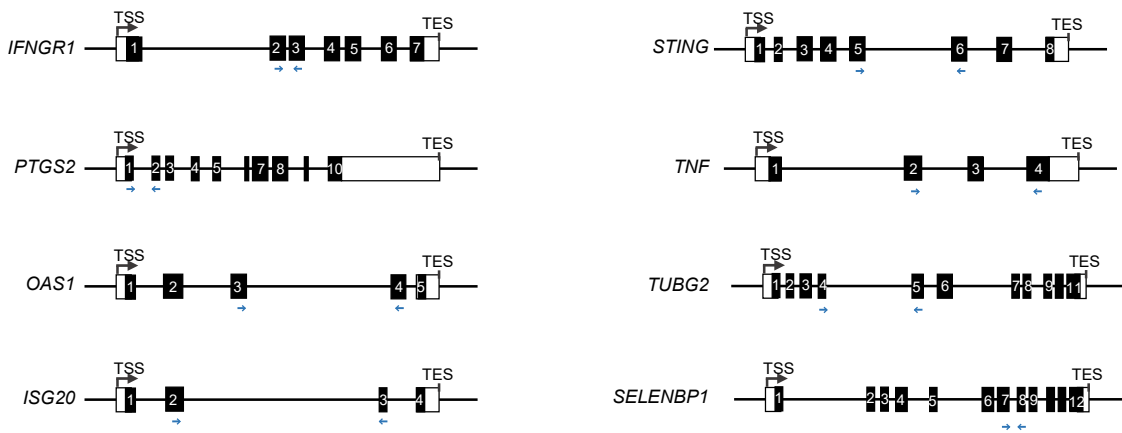 TSS TES
IFNGR1 1 2 3 4 5 6 7
TSS TES
STING 1 2 3 4 5 6 7 8
TSS TES
PTGS2 1 2 3 4 5 7 8 10
TSS TES
TNF 1 2 3 4
TSS TES
OAS1 1 2 3 4 5
TSS TES
TUBG2 1 2 3 4 5 6 7 8 9 11
TSS TES
ISG20 1 2 3 4
TSS TES
SELENBP1 1 2 3 4 5 6 7 8 9 12